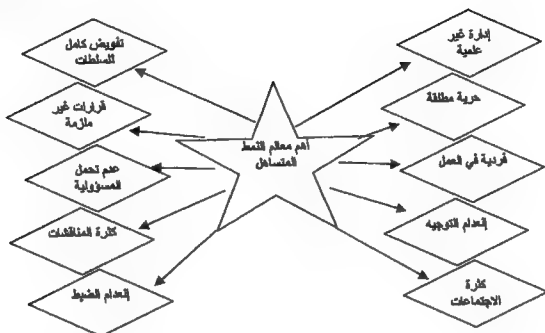 أهم معالم النمط
المتساهل
إدارة غير
علمية
حرية مطلقة
فردية في العمل
إنعدام التوجيه
كثرة
الاجتماعات
تفويض كامل
للسلطات
قرارات غير
ملزمة
عدم تحمل
المسؤولية
كثرة المناقشات
إنعدام الضبط